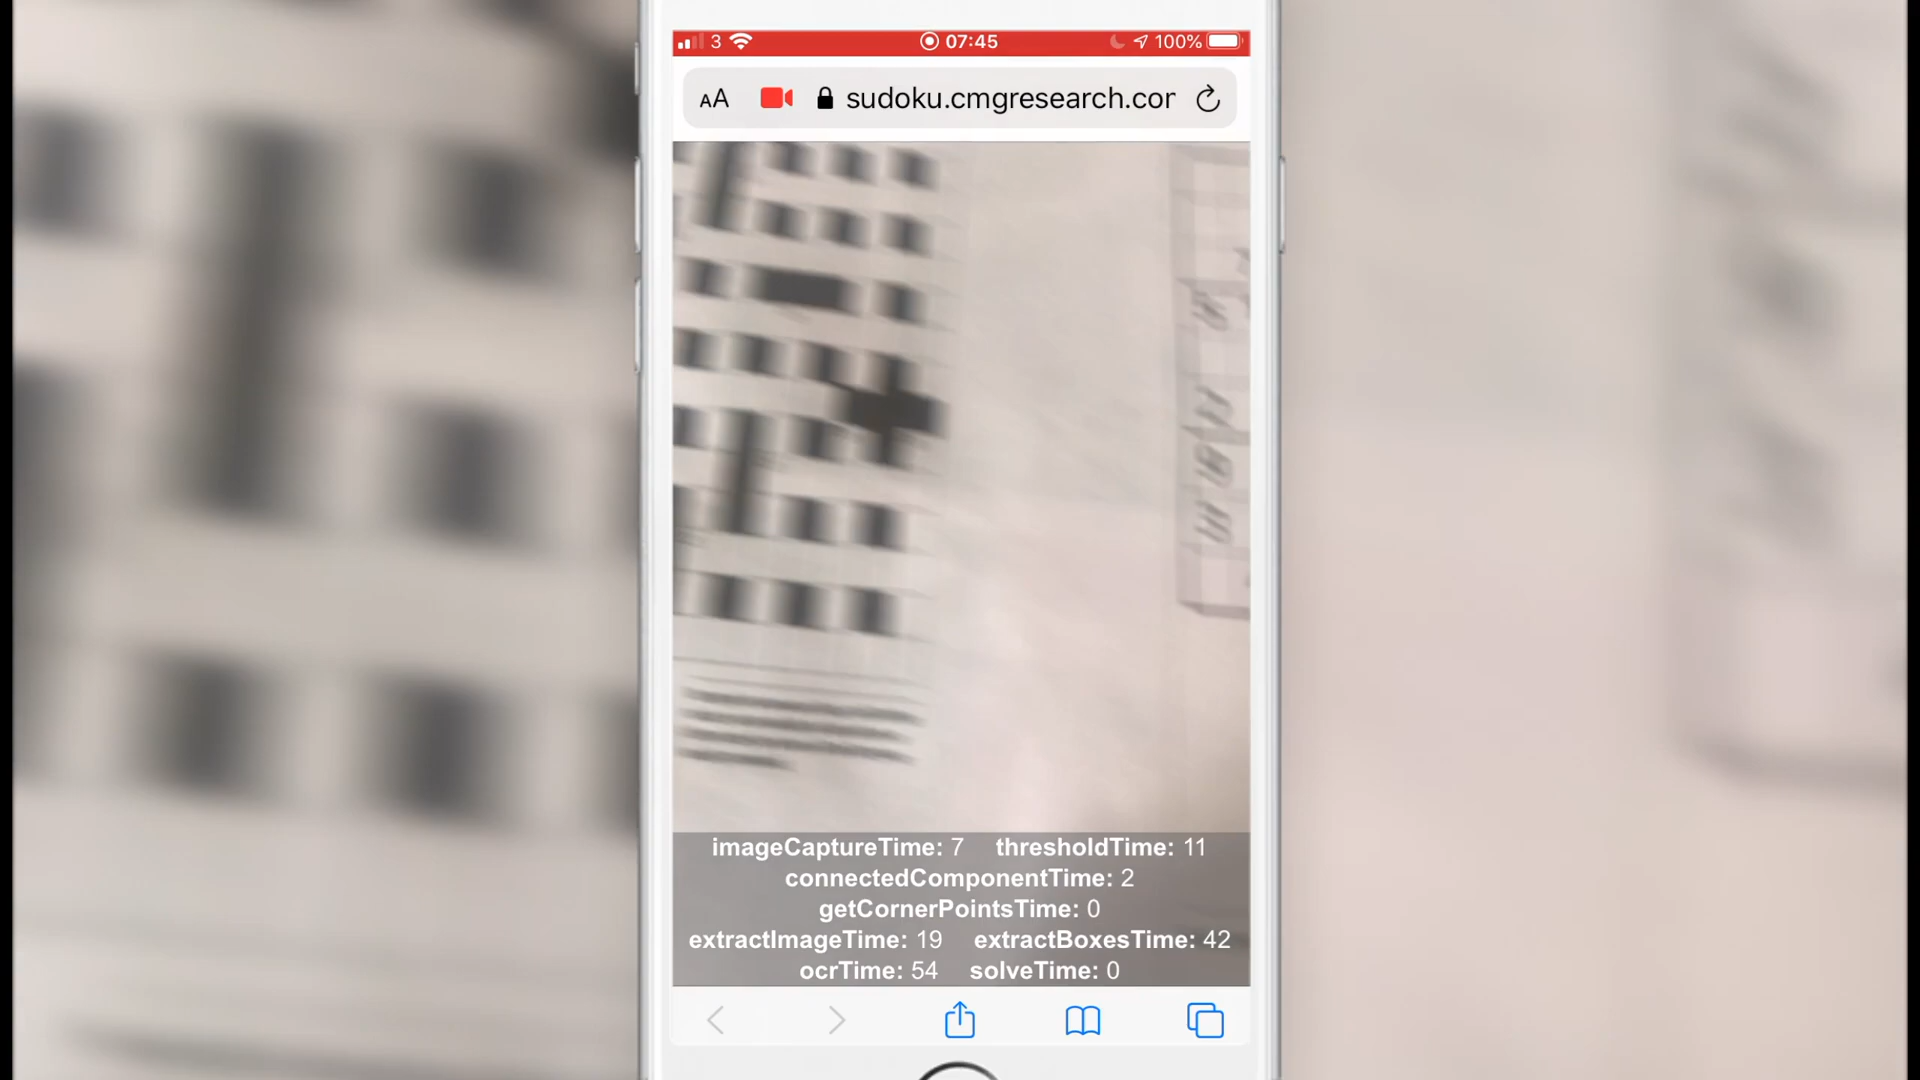 3 07:45 100%
AA sudoku.cmgresearch.cor
imageCaptureTime: 7 thresholdTime: 11
connectedComponentTime: 2
getCornerPointsTime: 0
extractImageTime: 19 extractBoxesTime: 42
ocrTime: 54 solveTime: 0